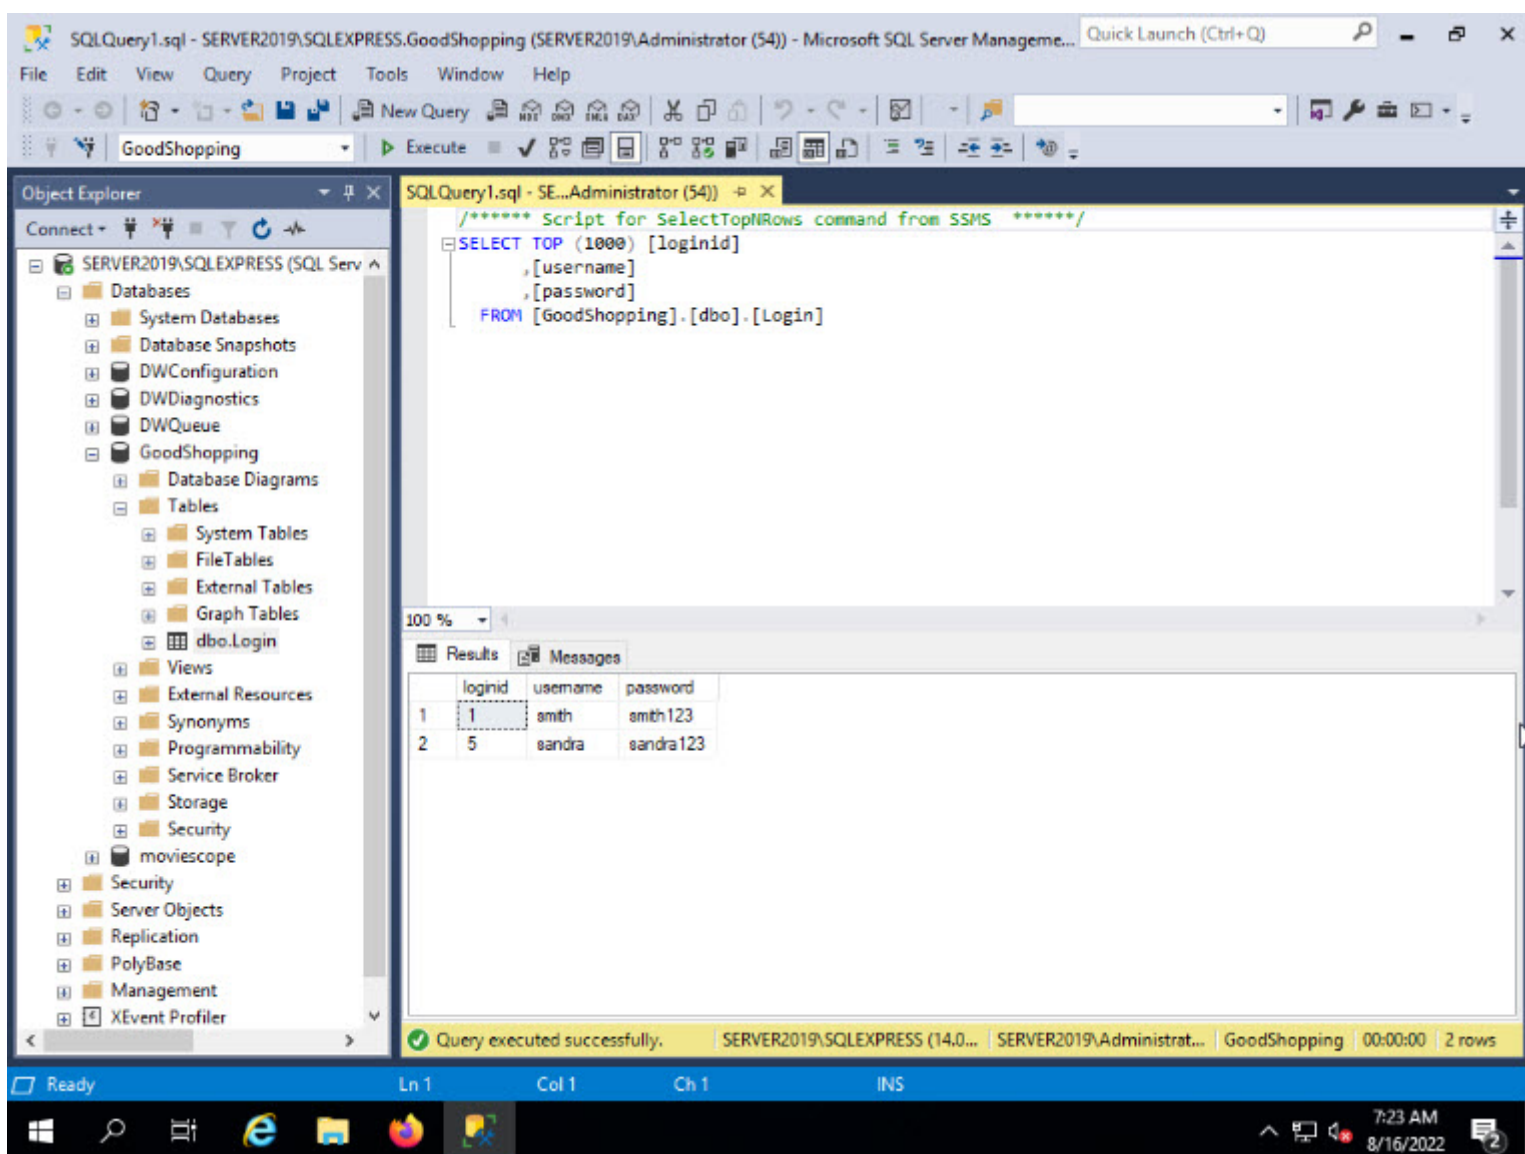 SQLQuery1.sql - SERVER2019\SQLEXPRESS.GoodShopping (SERVER2019\Administrator (54)) - Microsoft SQL Server Manageme...
Quick Launch (Ctrl+Q)
File Edit View Query Project Tools Window Help
New Query
GoodShopping
Execute
Object Explorer
SQLQuery1.sql - SE...Administrator (54))
Connect
SERVER2019\SQLEXPRESS (SQL Serv
Databases
System Databases
Database Snapshots
DWConfiguration
DWDiagnostics
DWQueue
GoodShopping
Database Diagrams
Tables
System Tables
FileTables
External Tables
Graph Tables
dbo.Login
Views
External Resources
Synonyms
Programmability
Service Broker
Storage
Security
moviescope
Security
Server Objects
Replication
PolyBase
Management
XEvent Profiler
/****** Script for SelectTopNRows command from SSMS ******/
SELECT TOP (1000) [loginid]
,[username]
,[password]
FROM [GoodShopping].[dbo].[Login]
100 %
Results Messages
loginid username password
1 1 smith smith123
2 5 sandra sandra123
Query executed successfully. SERVER2019\SQLEXPRESS (14.0... SERVER2019\Administrat... GoodShopping 00:00:00 2 rows
Ready Ln 1 Col 1 Ch 1 INS
7:23 AM
8/16/2022
2